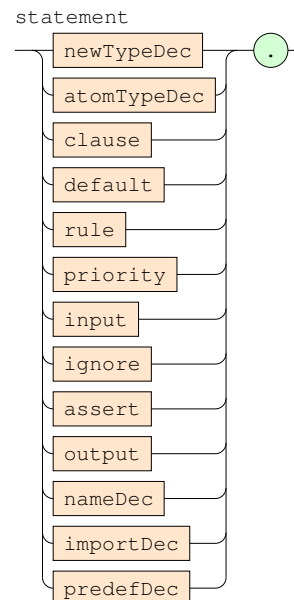 statement
newTypeDec .
atomTypeDec
clause
default
rule
priority
input
ignore
assert
output
nameDec
importDec
predefDec